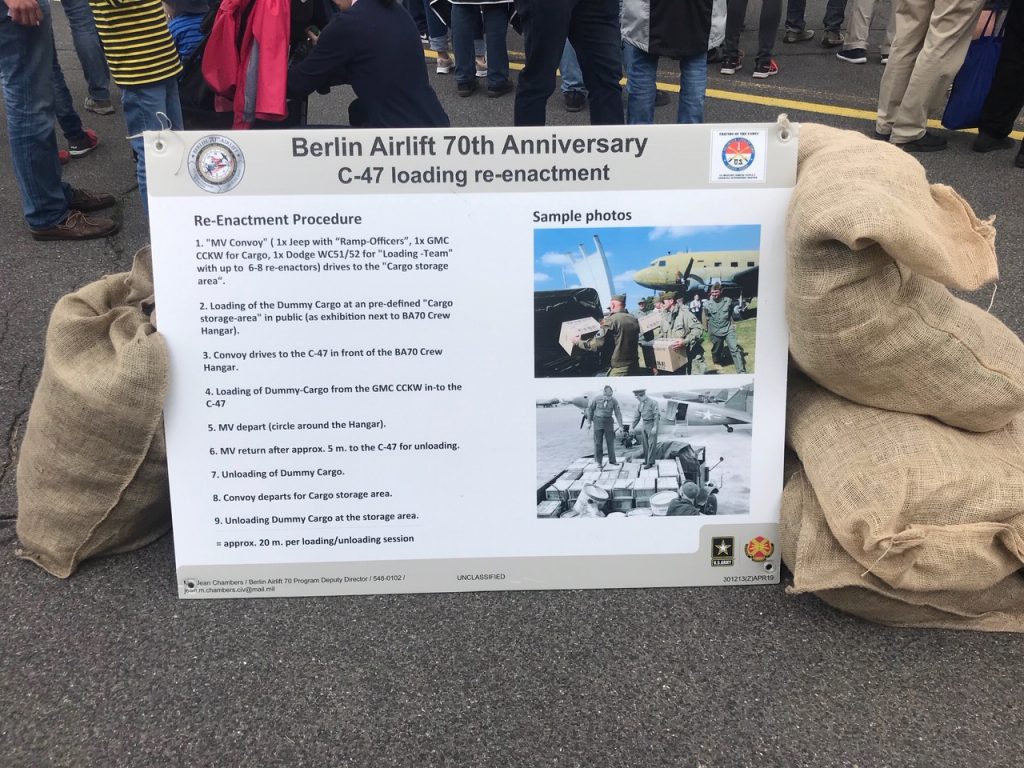 Berlin Airlift 70th Anniversary
C-47 loading re-enactment
Re-Enactment Procedure
1. "MV Convoy" ( 1x Jeep with “Ramp-Officers”, 1x GMC
CCKW for Cargo, 1x Dodge WC51/52 for "Loading -Team"
with up to 6-8 re-enactors) drives to the "Cargo storage
area“.
2. Loading of the Dummy Cargo at an pre-defined "Cargo
storage-area" in public (as exhibition next to BA70 Crew
Hangar).
3. Convoy drives to the C-47 in front of the BA70 Crew
Hangar.
4. Loading of Dummy-Cargo from the GMC CCKW in-to the
C-47
5. MV depart (circle around the Hangar).
6. MV return after approx. 5 m. to the C-47 for unloading.
7. Unloading of Dummy Cargo.
8. Convoy departs for Cargo storage area.
9. Unloading Dummy Cargo at the storage area.
= approx. 20 m. per loading/unloading session
Sample photos
U.S.
U.S.ARMY
Jean Chambers / Berlin Airlift 70 Program Deputy Director / 548-0102 /
jean.m.chambers.civ@mail.mil
UNCLASSIFIED
301213(Z)APR19